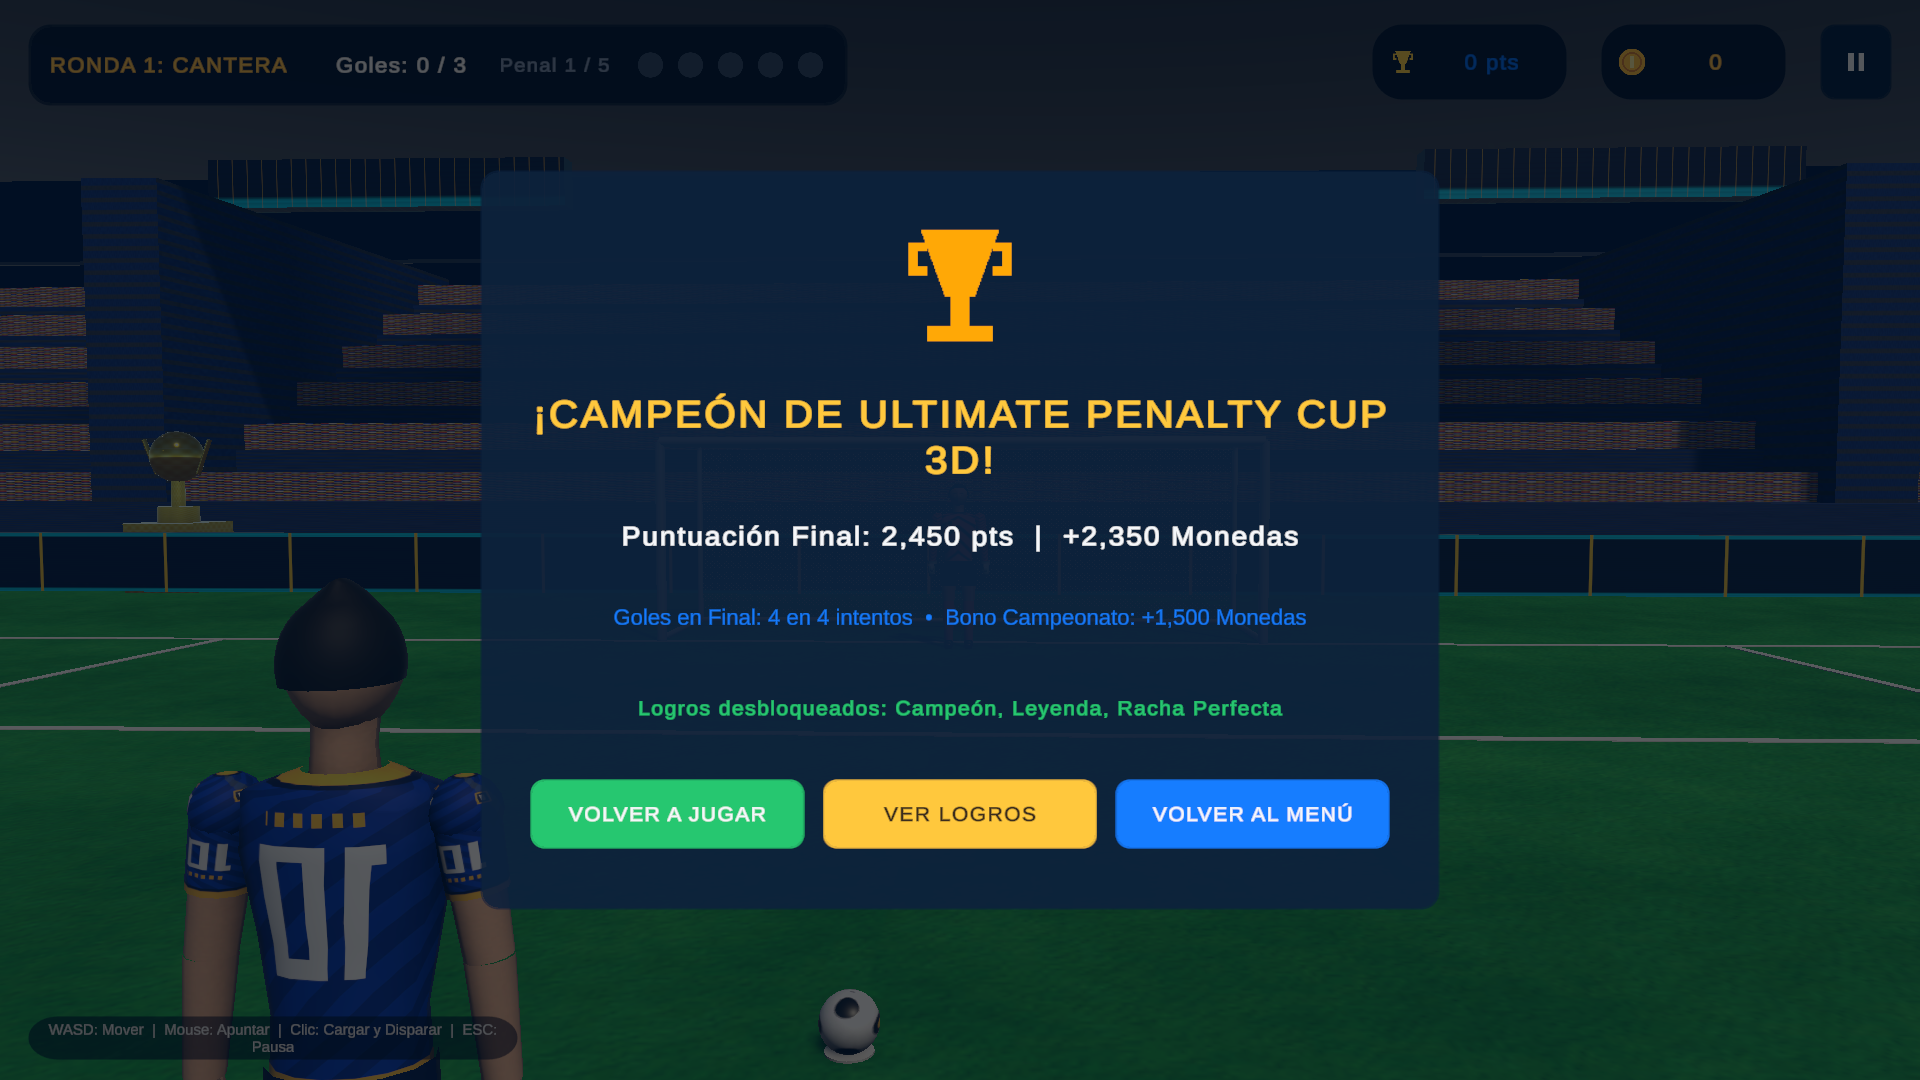 RONDA 1: CANTERA
Goles: 0 / 3
Penal 1 / 5
0 pts
0
¡CAMPEÓN DE ULTIMATE PENALTY CUP
3D!
Puntuación Final: 2,450 pts | +2,350 Monedas
Goles en Final: 4 en 4 intentos • Bono Campeonato: +1,500 Monedas
Logros desbloqueados: Campeón, Leyenda, Racha Perfecta
VOLVER A JUGAR
VER LOGROS
VOLVER AL MENÚ
WASD: Mover | Mouse: Apuntar | Clic: Cargar y Disparar | ESC:
Pausa